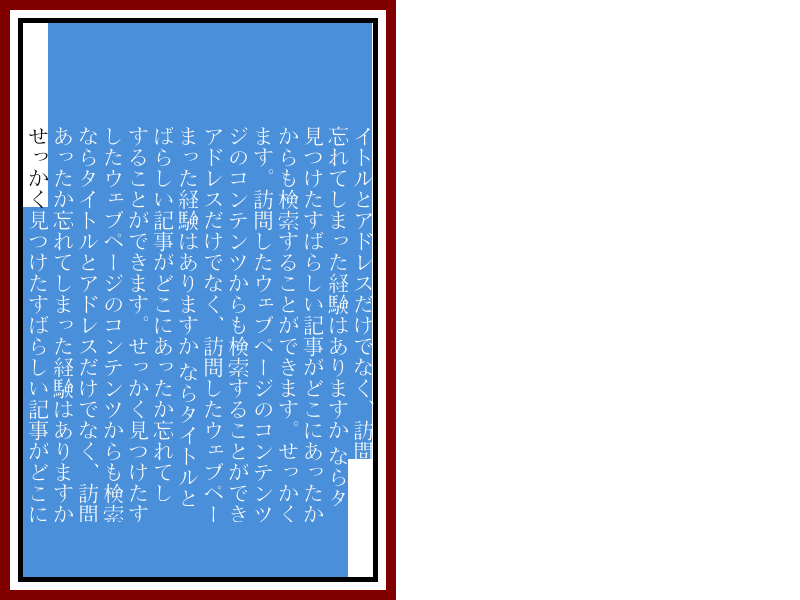 せっかく見つけたすばらしい記事がどこに
あったか忘れてしまった経験はありますか
ならタイトルとアドレスだけでなく、訪問
したウェブページのコンテンツからも検索
することができます。せっかく見つけたす
ばらしい記事がどこにあったか忘れてし
まった経験はありますか ならタイトルと
アドレスだけでなく、訪問したウェブペー
ジのコンテンツからも検索することができ
ます。訪問したウェブページのコンテンツ
からも検索することができます。せっかく
見つけたすばらしい記事がどこにあったか
忘れてしまった経験はありますか ならタ
イトルとアドレスだけでなく、訪問